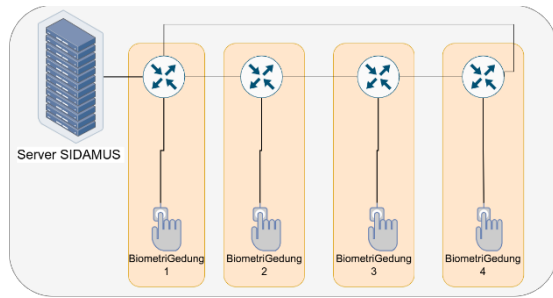 Server SIDAMUS
BiometriGedung
1
BiometriGedung
2
BiometriGedung
3
BiometriGedung
4